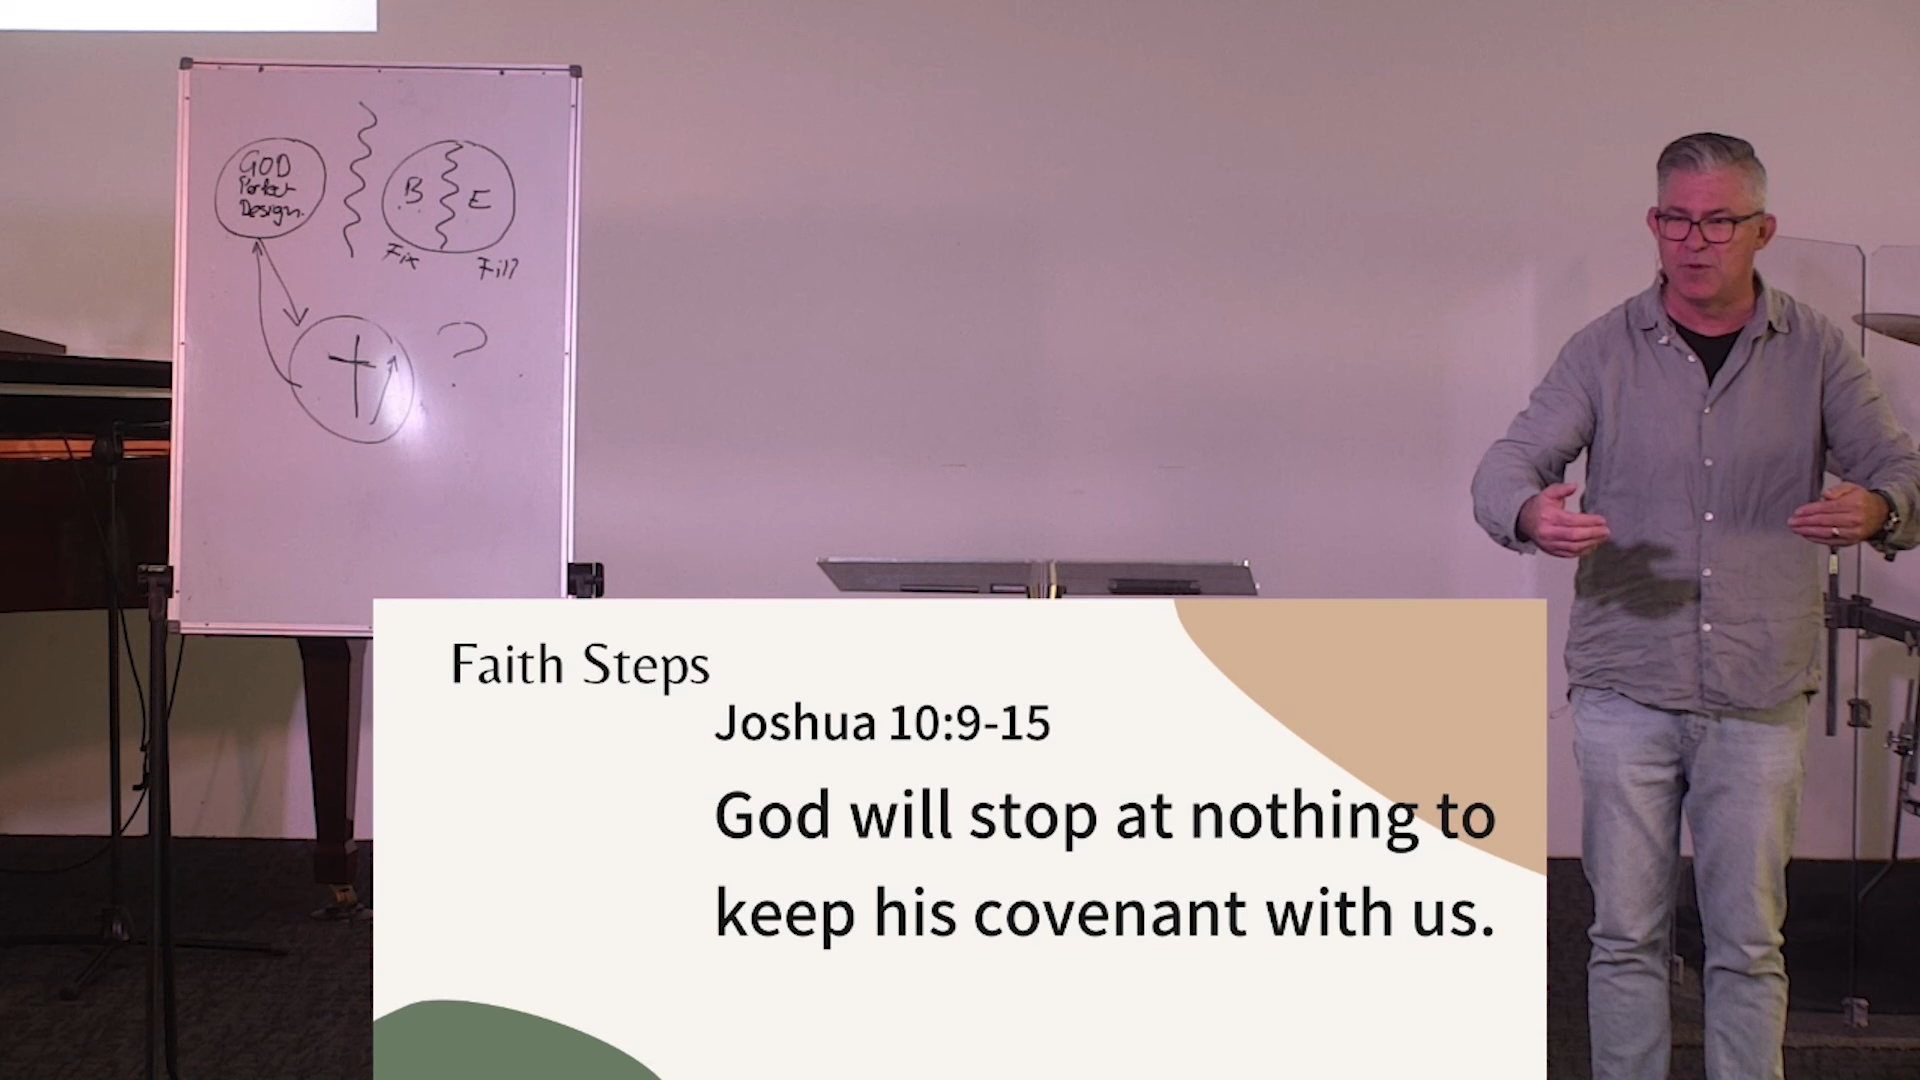 GOD
Perfect
Design.
B
E
Fix
Fill?
?
Faith Steps
Joshua 10:9-15
God will stop at nothing to
keep his covenant with us.